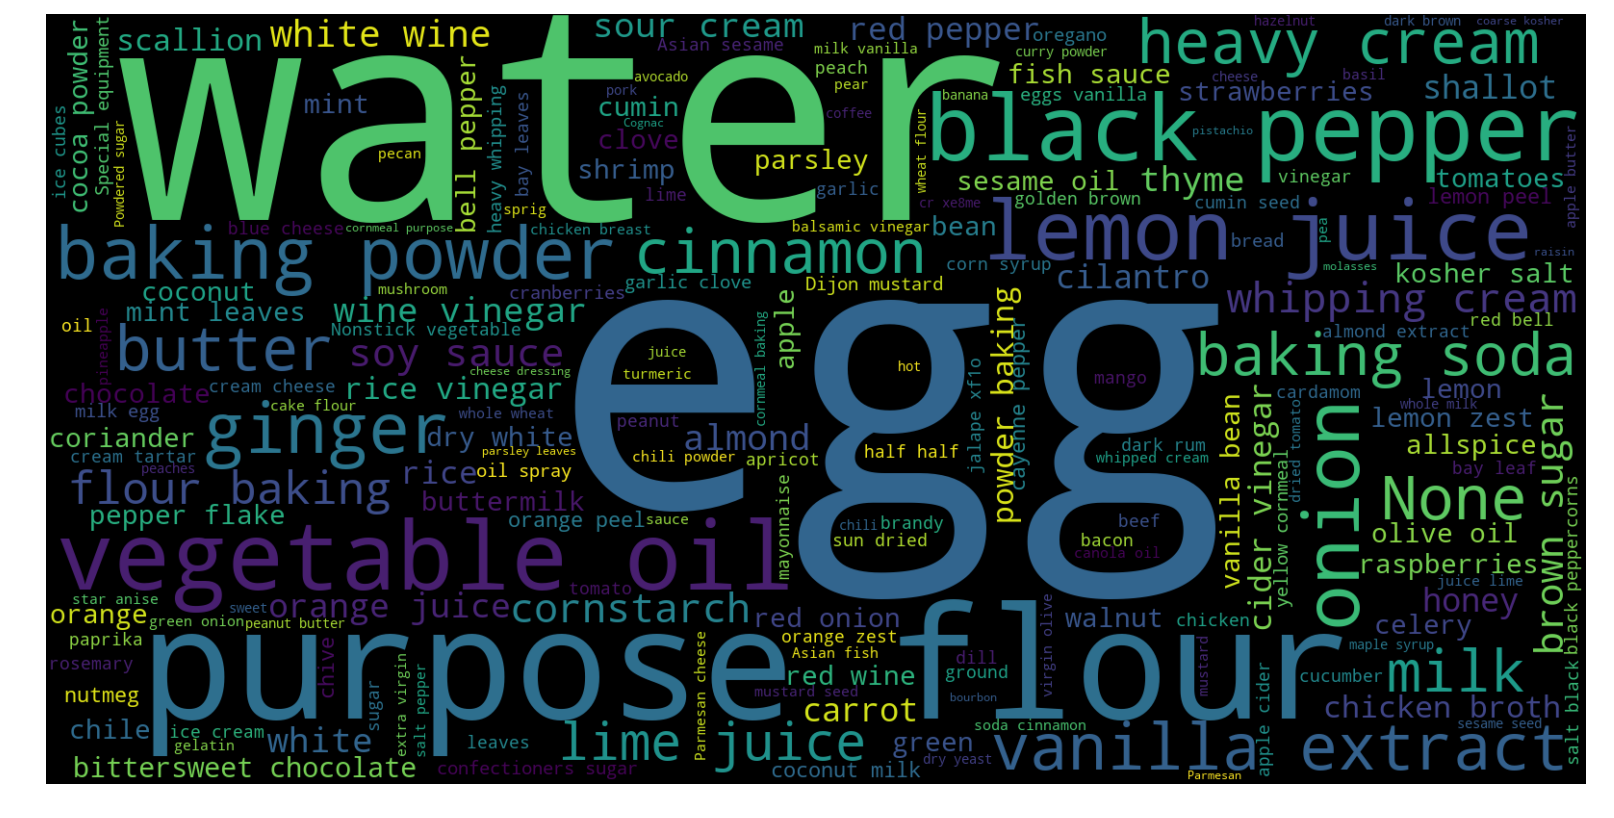 water
egg
purpose flour
vegetable oil
black pepper
heavy cream
lemon juice
baking powder
cinnamon
baking soda
vanilla extract
onion
butter
ginger
None
milk
lime juice
flour baking
whipping cream
brown sugar
cornstarch
white wine
sour cream
red pepper
oregano
hazelnut
dark brown
coarse kosher
scallion
cocoa powder
Special equipment
ice cubes
Powdered sugar
mint
pecan
bell pepper
heavy whipping
bay leaves
sprig
Asian sesame
avocado
pork
cumin
Cognac
clove
shrimp
parsley
lime
milk vanilla
peach
pear
curry powder
fish sauce
cheese
basil
eggs vanilla
strawberries
shallot
banana
coffee
pistachio
wheat flour
garlic
sesame oil
thyme
vinegar
tomatoes
apple butter
golden brown
cumin seed
lemon peel
cr xe8me
blue cheese
cornmeal purpose
chicken breast
balsamic vinegar
bean
bread
pea
raisin
corn syrup
cilantro
molasses
kosher salt
coconut
mushroom
cranberries
garlic clove
Dijon mustard
mint leaves
wine vinegar
Nonstick vegetable
oil
pineapple
soy sauce
cheese dressing
juice
turmeric
cornmeal baking
apple
hot
powder baking
cayenne pepper
jalape xf1o
mango
almond extract
red bell
chocolate
cream cheese
rice vinegar
milk egg
cake flour
whole wheat
peanut
almond
dry white
coriander
cream tartar
peaches
parsley leaves
rice
oil spray
chili powder
apricot
half half
dark rum
whipped cream
vanilla bean
cider vinegar
cardamom
lemon
whole milk
lemon zest
dried tomato
allspice
bay leaf
buttermilk
pepper flake
orange peel
sauce
mayonnaise
chili
brandy
sun dried
beef
bacon
canola oil
yellow cornmeal
olive oil
raspberries
black peppercorns
juice lime
honey
celery
star anise
orange
sweet
green onion
peanut butter
orange juice
tomato
red onion
walnut
chicken
virgin olive
paprika
rosemary
chive
orange zest
Asian fish
dill
ground
mustard
maple syrup
cucumber
nutmeg
sugar
extra virgin
salt pepper
Parmesan cheese
red wine
mustard seed
bourbon
carrot
chicken broth
sesame seed
salt black
chile
ice cream
gelatin
white
leaves
green
soda cinnamon
apple cider
bittersweet chocolate
confectioners sugar
coconut milk
dry yeast
Parmesan